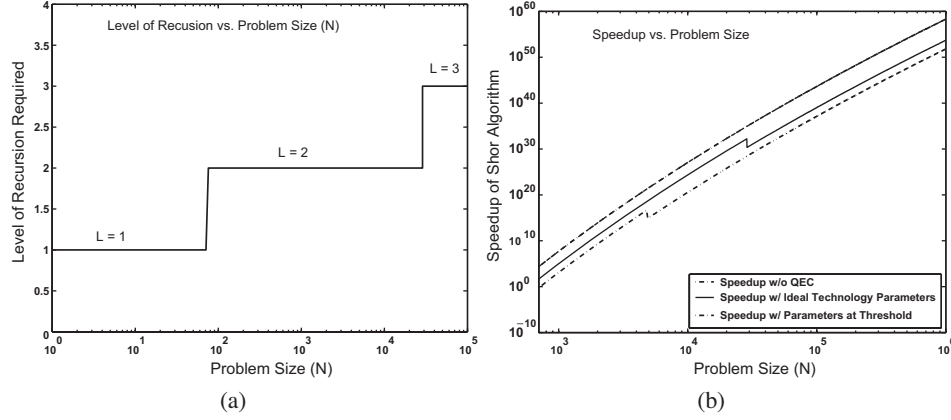 Level of Recusion vs. Problem Size (N)
Level of Recursion Required
4
3.5
3
2.5
2
1.5
1
0.5
0
L = 1
L = 2
L = 3
10^0
10^1
10^2
10^3
10^4
10^5
Problem Size (N)
(a)
Speedup vs. Problem Size
Speedup of Shor Algorithm
10^60
10^50
10^40
10^30
10^20
10^10
10^0
10^-10
Speedup w/o QEC
Speedup w/ Ideal Technology Parameters
Speedup w/ Parameters at Threshold
10^3
10^4
10^5
Problem Size (N)
(b)